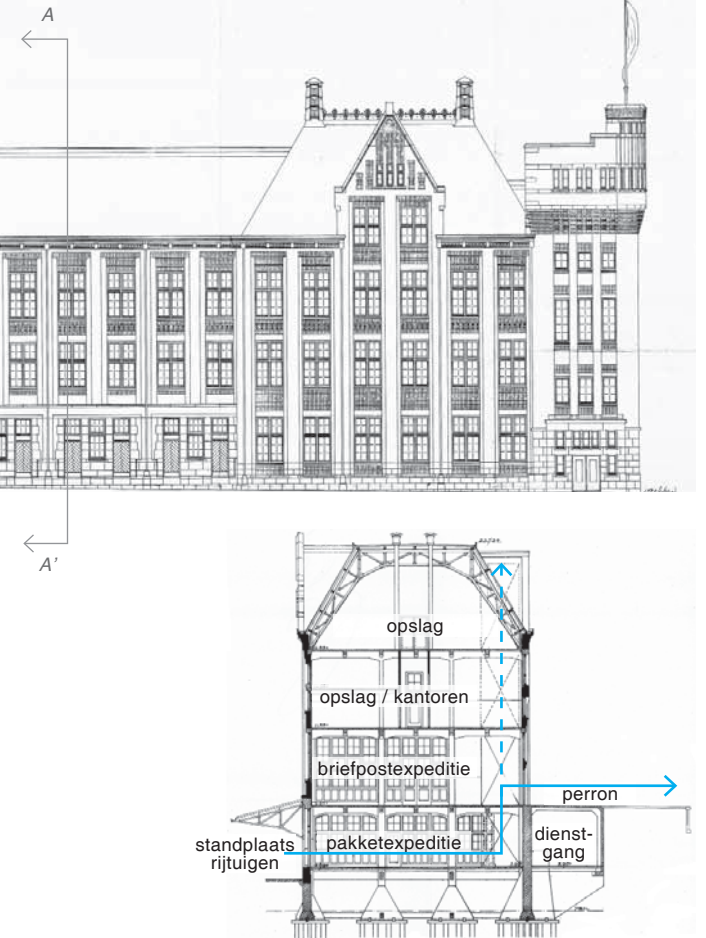 A
A'
opslag
opslag / kantoren
briefpostexpeditie
perron
standplaats
rijtuigen
pakketexpeditie
dienst-
gang